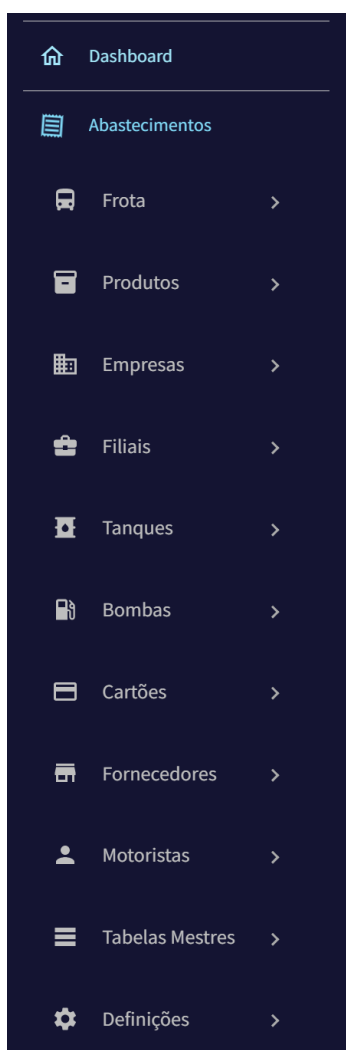 Dashboard
Abastecimentos
Frota
Produtos
Empresas
Filiais
Tanques
Bombas
Cartões
Fornecedores
Motoristas
Tabelas Mestres
Definições